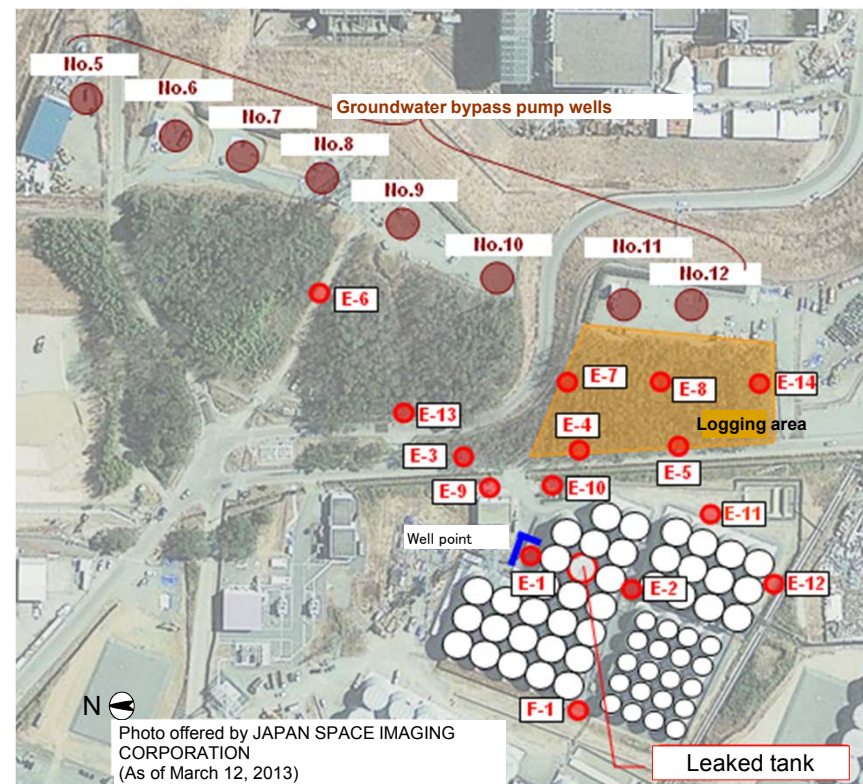 No.5
No.6
Groundwater bypass pump wells
No.7
No.8
No.9
No.10
No.11
No.12
E-6
E-7
E-8
E-14
E-13
Logging area
E-4
E-3
E-5
E-9
E-10
E-11
Well point
E-1
E-2
E-12
F-1
N
Photo offered by JAPAN SPACE IMAGING
CORPORATION
(As of March 12, 2013)
Leaked tank